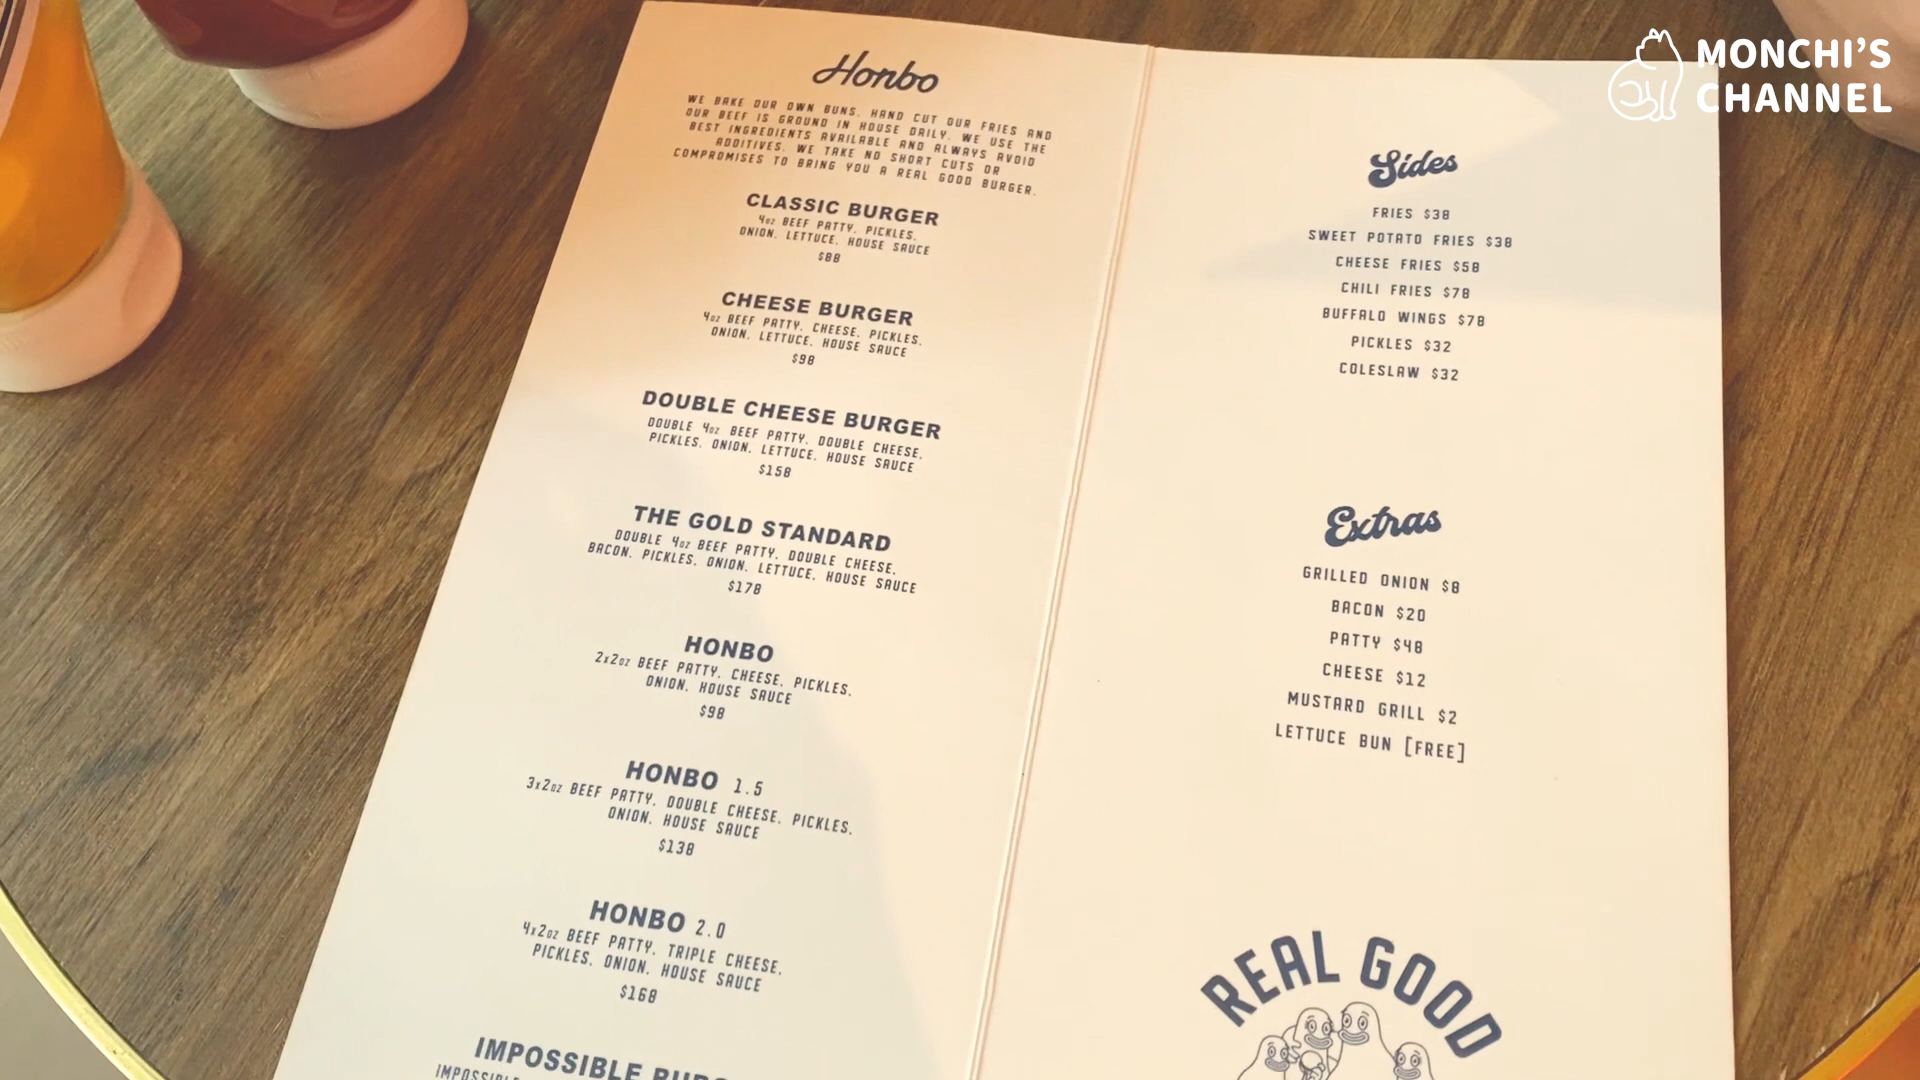 MONCHI'S
CHANNEL
Honbo
WE BAKE OUR OWN BUNS, HAND CUT OUR FRIES AND
OUR BEEF IS GROUND IN HOUSE DAILY. WE USE THE
BEST INGREDIENTS AVAILABLE AND ALWAYS AVOID
ADDITIVES. WE TAKE NO SHORT CUTS OR
COMPROMISES TO BRING YOU A REAL GOOD BURGER.
CLASSIC BURGER
4oz BEEF PATTY, PICKLES,
ONION, LETTUCE, HOUSE SAUCE
$88
CHEESE BURGER
4oz BEEF PATTY, CHEESE, PICKLES,
ONION, LETTUCE, HOUSE SAUCE
$98
DOUBLE CHEESE BURGER
DOUBLE 4oz BEEF PATTY, DOUBLE CHEESE,
PICKLES, ONION, LETTUCE, HOUSE SAUCE
$158
THE GOLD STANDARD
DOUBLE 4oz BEEF PATTY, DOUBLE CHEESE,
BACON, PICKLES, ONION, LETTUCE, HOUSE SAUCE
$178
HONBO
2x2oz BEEF PATTY, CHEESE, PICKLES,
ONION, HOUSE SAUCE
$98
HONBO 1.5
3x2oz BEEF PATTY, DOUBLE CHEESE, PICKLES,
ONION, HOUSE SAUCE
$138
HONBO 2.0
4x2oz BEEF PATTY, TRIPLE CHEESE,
PICKLES, ONION, HOUSE SAUCE
$168
IMPOSSIBLE
Sides
FRIES $38
SWEET POTATO FRIES $38
CHEESE FRIES $58
CHILI FRIES $78
BUFFALO WINGS $78
PICKLES $32
COLESLAW $32
Extras
GRILLED ONION $8
BACON $20
PATTY $48
CHEESE $12
MUSTARD GRILL $2
LETTUCE BUN [FREE]
REAL GOOD